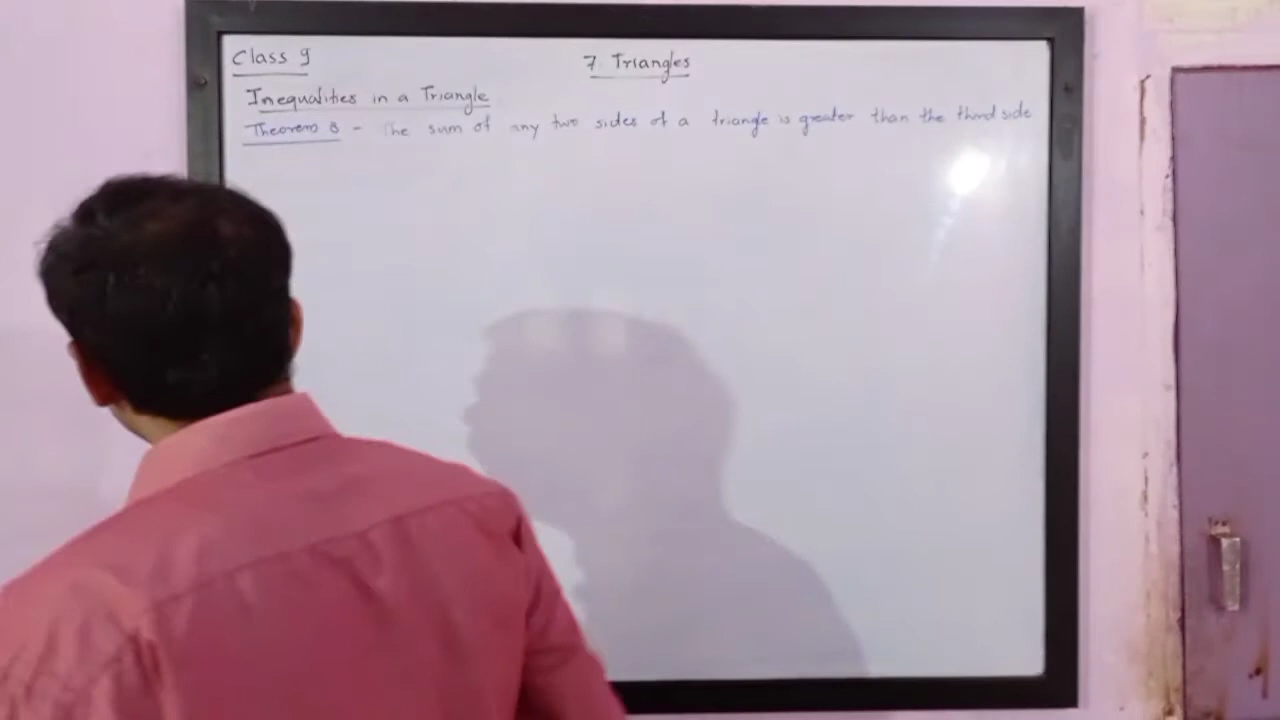 Class 9
7. Triangles
Inequalities in a Triangle
Theorem 8 - The sum of any two sides of a triangle is greater than the third side